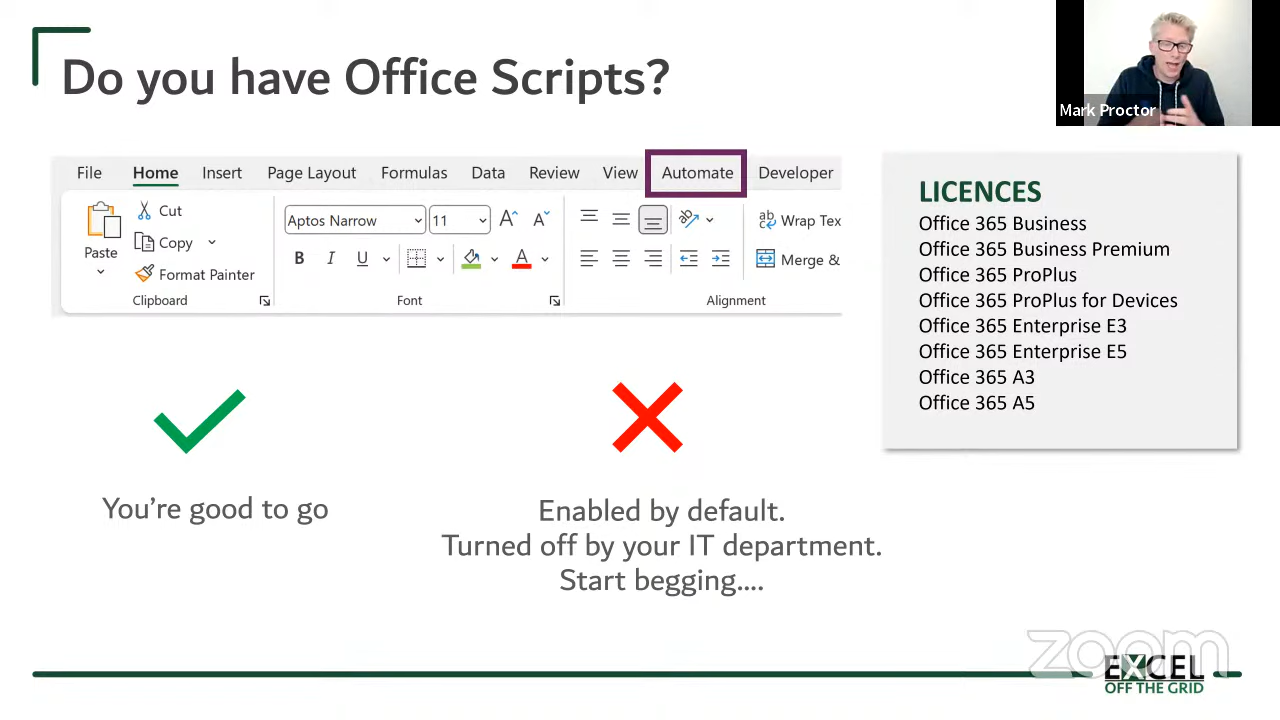 Do you have Office Scripts?
Mark Proctor
File Home Insert Page Layout Formulas Data Review View Automate Developer
Paste
Cut
Copy
Format Painter
Clipboard
Aptos Narrow 11
B I U
Font
Wrap Tex
Merge &
Alignment
LICENCES
Office 365 Business
Office 365 Business Premium
Office 365 ProPlus
Office 365 ProPlus for Devices
Office 365 Enterprise E3
Office 365 Enterprise E5
Office 365 A3
Office 365 A5
You're good to go
Enabled by default.
Turned off by your IT department.
Start begging....
zoom
EXCEL
OFF THE GRID